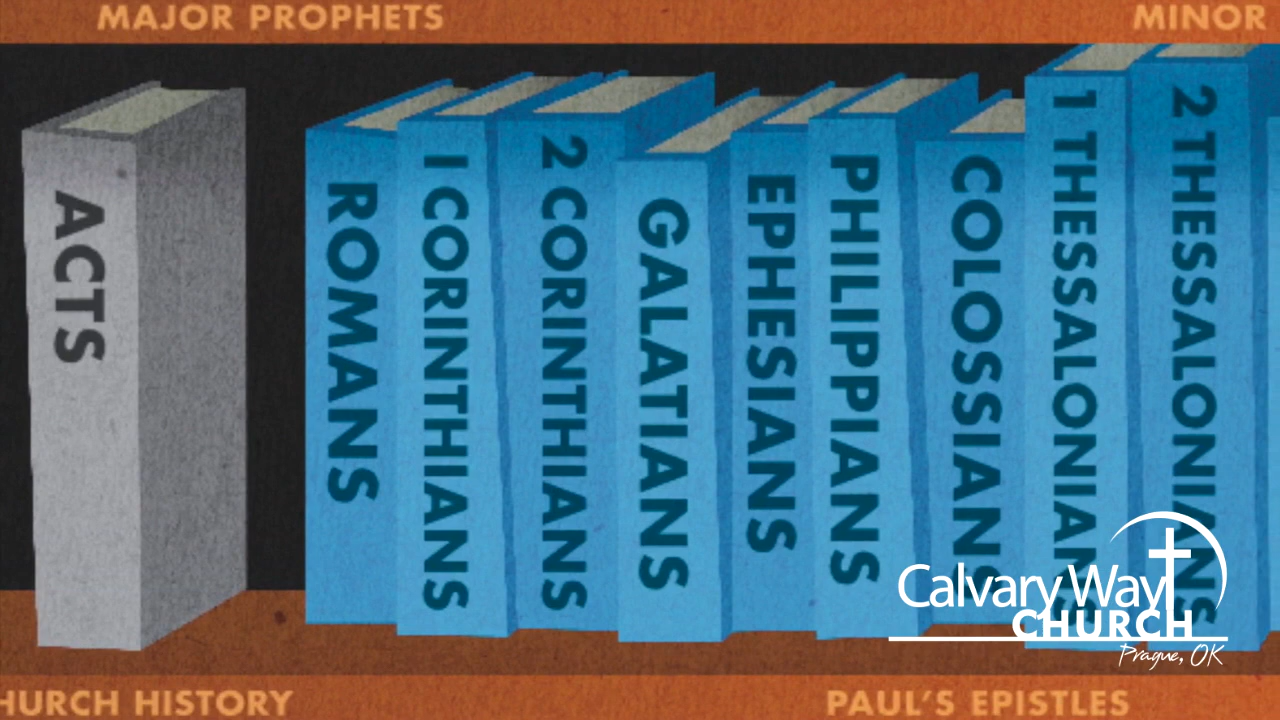 MAJOR PROPHETS
MINOR
ACTS
ROMANS
1 CORINTHIANS
2 CORINTHIANS
GALATIANS
EPHESIANS
PHILIPPIANS
COLOSSIANS
1 THESSALONIANS
2 THESSALONIANS
Calvary Way
CHURCH
Prague, OK
HURCH HISTORY
PAUL'S EPISTLES